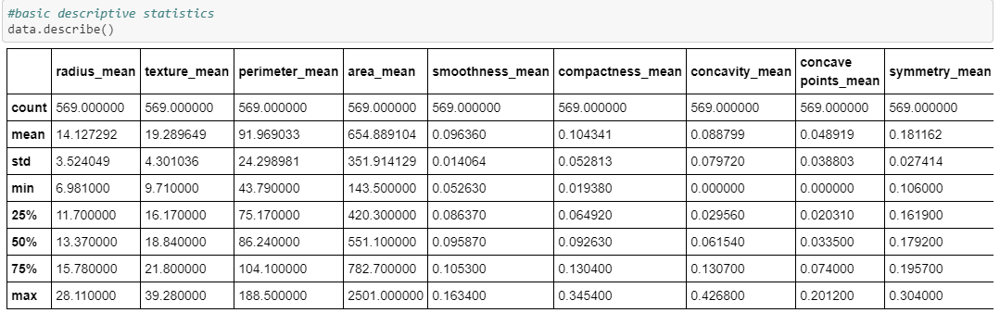 #basic descriptive statistics
data.describe()
radius_mean texture_mean perimeter_mean area_mean smoothness_mean compactness_mean concavity_mean concave points_mean symmetry_mean
count 569.000000 569.000000 569.000000 569.000000 569.000000 569.000000 569.000000 569.000000 569.000000
mean 14.127292 19.289649 91.969033 654.889104 0.096360 0.104341 0.088799 0.048919 0.181162
std 3.524049 4.301036 24.298981 351.914129 0.014064 0.052813 0.079720 0.038803 0.027414
min 6.981000 9.710000 43.790000 143.500000 0.052630 0.019380 0.000000 0.000000 0.106000
25% 11.700000 16.170000 75.170000 420.300000 0.086370 0.064920 0.029560 0.020310 0.161900
50% 13.370000 18.840000 86.240000 551.100000 0.095870 0.092630 0.061540 0.033500 0.179200
75% 15.780000 21.800000 104.100000 782.700000 0.105300 0.130400 0.130700 0.074000 0.195700
max 28.110000 39.280000 188.500000 2501.000000 0.163400 0.345400 0.426800 0.201200 0.304000